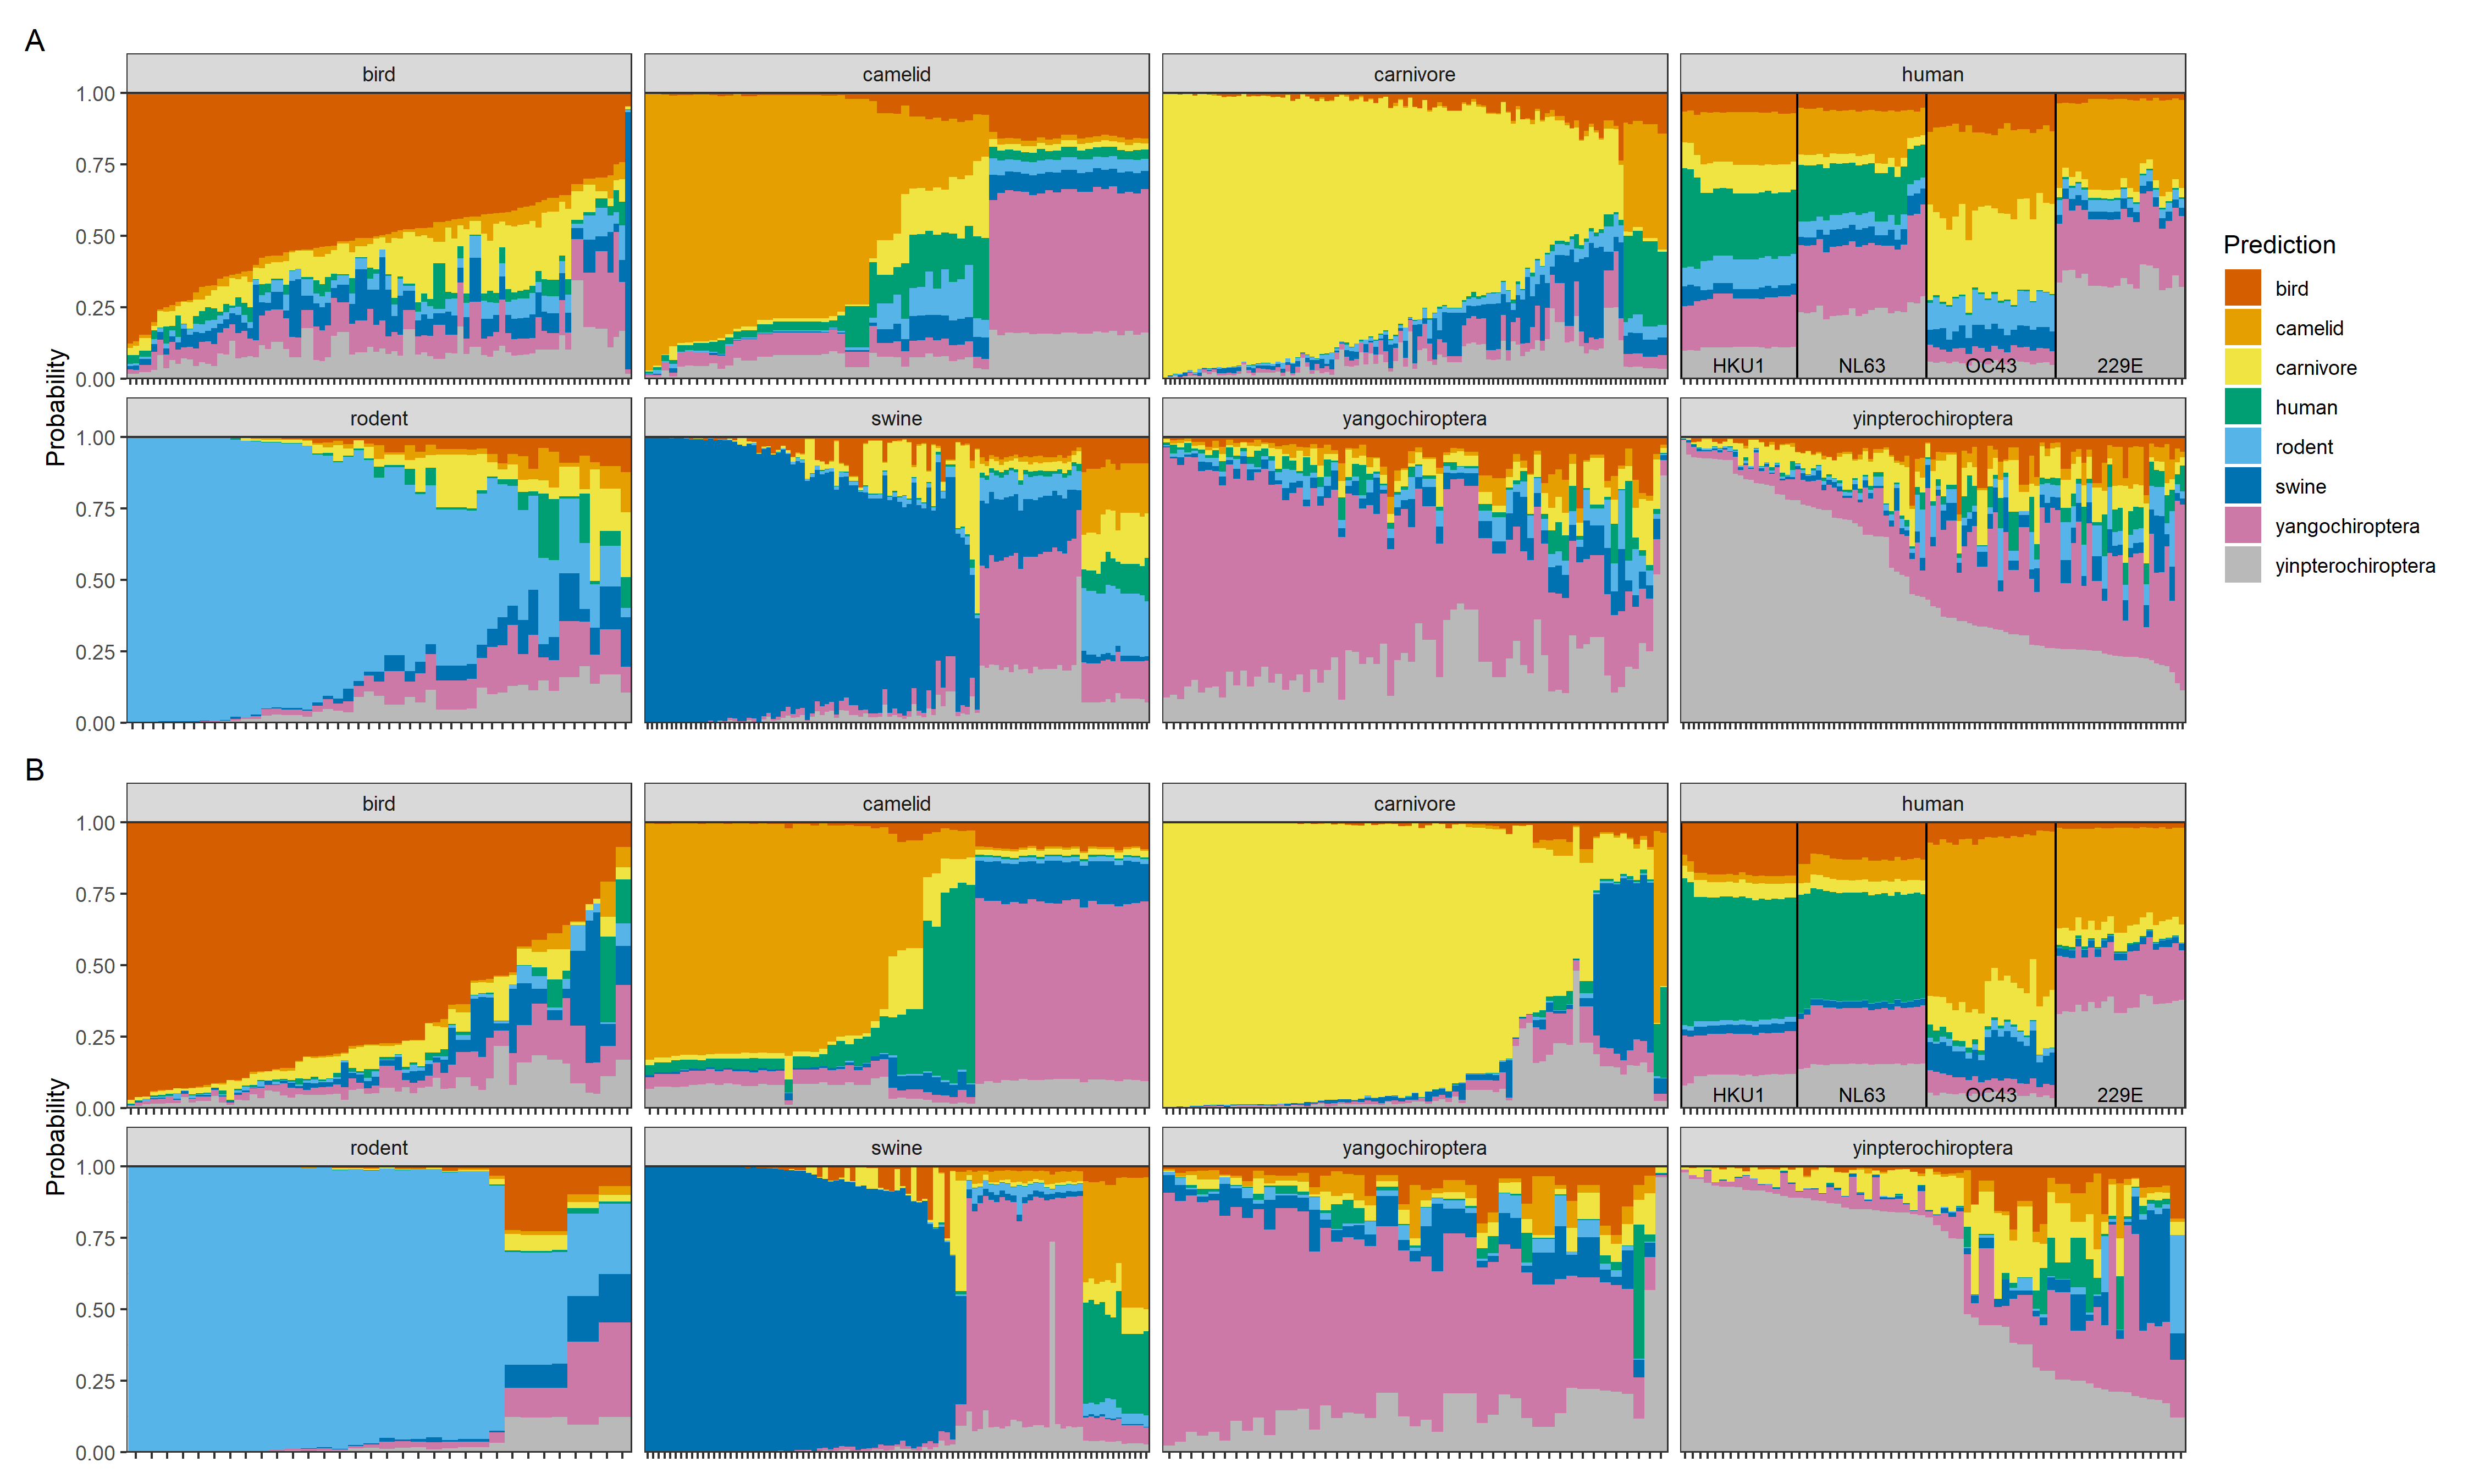 A
bird
camelid
carnivore
human
1.00
0.75
0.50
0.25
0.00
HKU1
NL63
OC43
229E
Probability
rodent
swine
yangochiroptera
yinpterochiroptera
1.00
0.75
0.50
0.25
0.00
Prediction
bird
camelid
carnivore
human
rodent
swine
yangochiroptera
yinpterochiroptera
B
bird
camelid
carnivore
human
1.00
0.75
0.50
0.25
0.00
HKU1
NL63
OC43
229E
Probability
rodent
swine
yangochiroptera
yinpterochiroptera
1.00
0.75
0.50
0.25
0.00